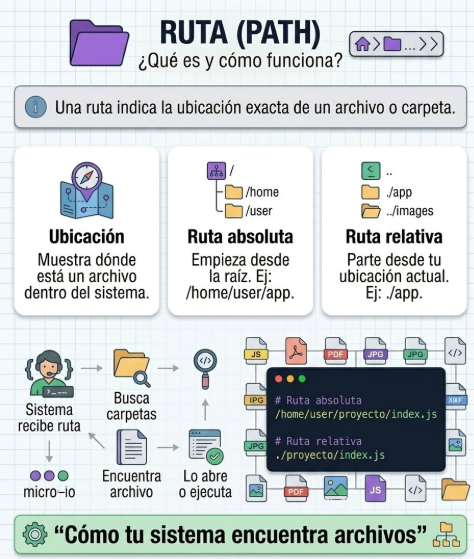 RUTA (PATH)
¿Qué es y cómo funciona?
...
Una ruta indica la ubicación exacta de un archivo o carpeta.
Ubicación
Muestra dónde
está un archivo
dentro del sistema.
/
/home
/user
Ruta absoluta
Empieza desde
la raíz. Ej:
/home/user/app.
..
./app
../images
Ruta relativa
Parte desde tu
ubicación actual.
Ej: ./app.
Sistema
recibe ruta
Busca
carpetas
micro-io
Encuentra
archivo
Lo abre
o ejecuta
JS
PDF
JPG
JPG
</>
IPG
JPG
# Ruta absoluta
/home/user/proyecto/index.js
# Ruta relativa
./proyecto/index.js
PDF
JS
</>
"Cómo tu sistema encuentra archivos"